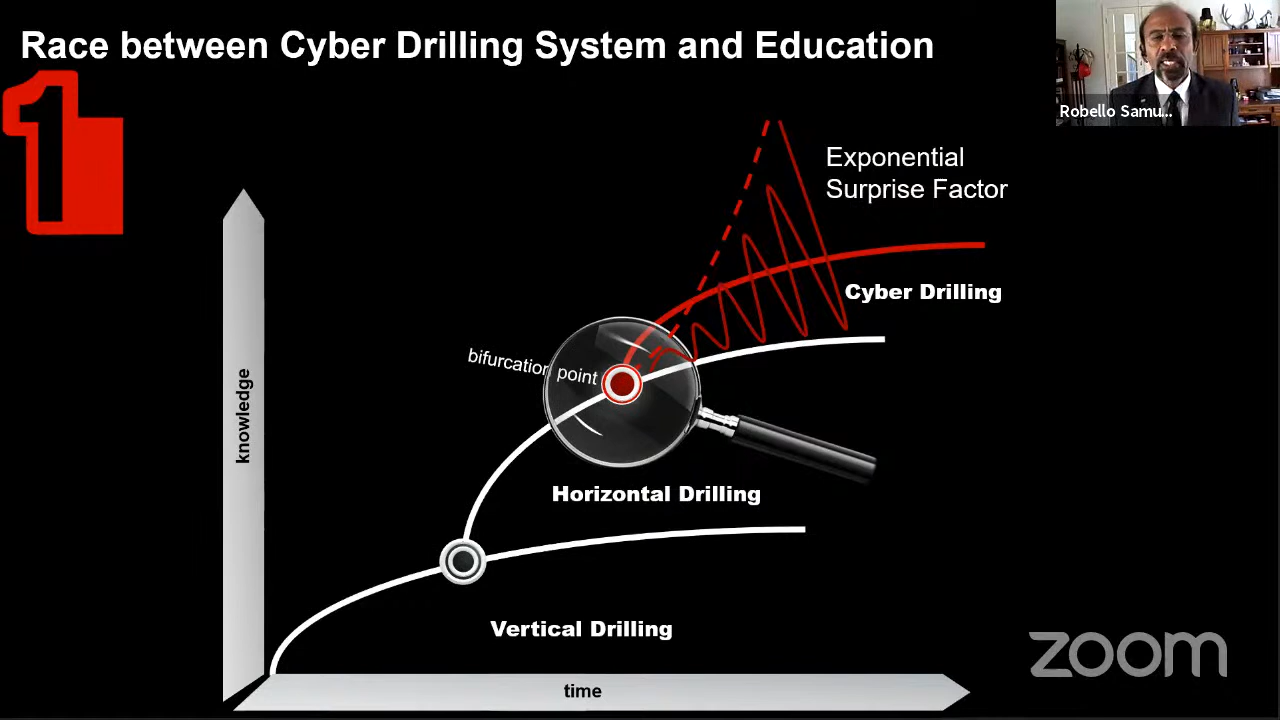 Race between Cyber Drilling System and Education
Robello Samu...
1
Exponential
Surprise Factor
Cyber Drilling
bifurcation point
knowledge
Horizontal Drilling
Vertical Drilling
zoom
time